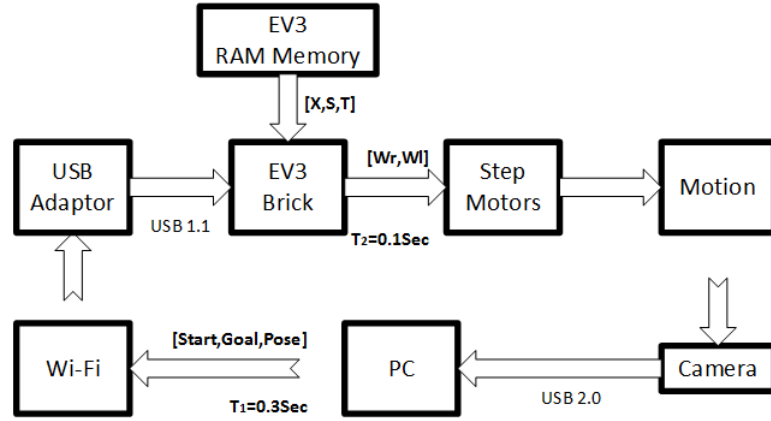 EV3
RAM Memory
[X,S,T]
USB
Adaptor
USB 1.1
EV3
Brick
[Wr,Wl]
T₂=0.1Sec
Step
Motors
Motion
Wi-Fi
[Start,Goal,Pose]
T₁=0.3Sec
PC
USB 2.0
Camera